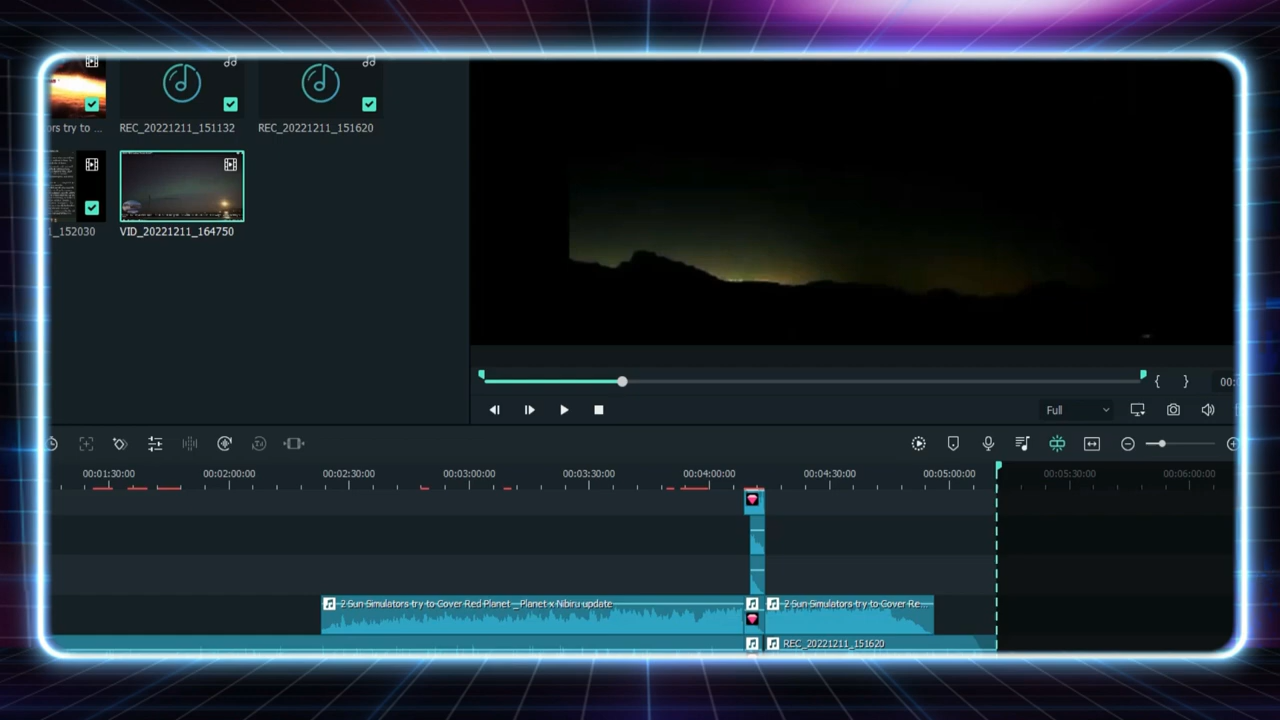 ors try to ...
REC_20221211_151132
REC_20221211_151620
1_152030
VID_20221211_164750
{ } 00:
Full
00:01:30:00 00:02:00:00 00:02:30:00 00:03:00:00 00:03:30:00 00:04:00:00 00:04:30:00 00:05:00:00 00:05:30:00 00:06:00:00
2 Sun Simulators try to Cover Red Planet _Planet x Nibiru update
2 Sun Simulators try to Cover Re...
REC_20221211_151620